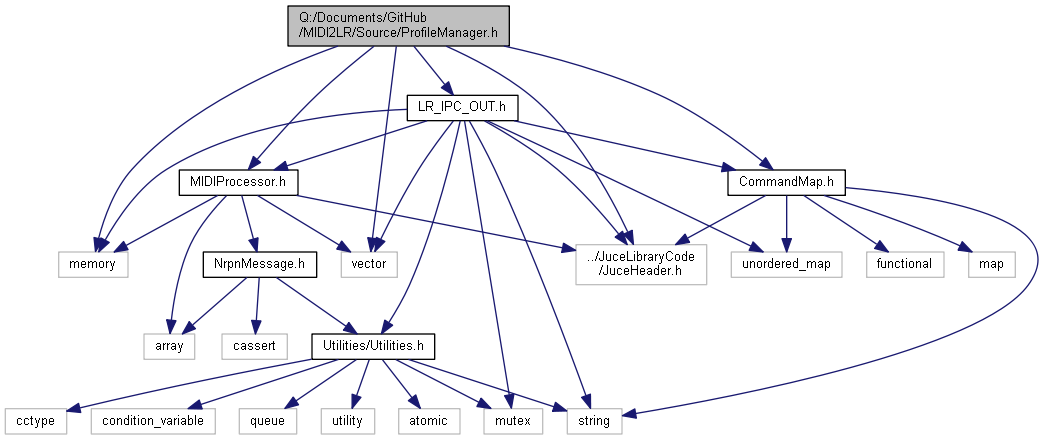 Q:/Documents/GitHub
/MIDI2LR/Source/ProfileManager.h
LR_IPC_OUT.h
MIDIProcessor.h
CommandMap.h
memory
NrpnMessage.h
vector
../JuceLibraryCode
/JuceHeader.h
unordered_map
functional
map
array
cassert
Utilities/Utilities.h
cctype
condition_variable
queue
utility
atomic
mutex
string